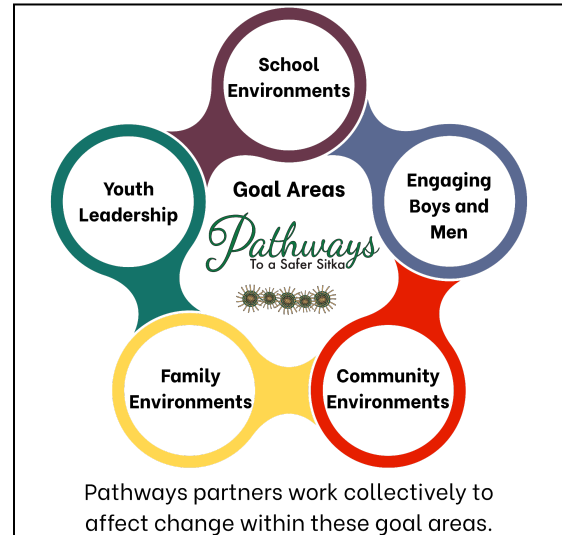 School
Environments
Youth
Leadership
Goal Areas
Engaging
Boys and
Men
Pathways
To a Safer Sitka
Family
Environments
Community
Environments
Pathways partners work collectively to
affect change within these goal areas.